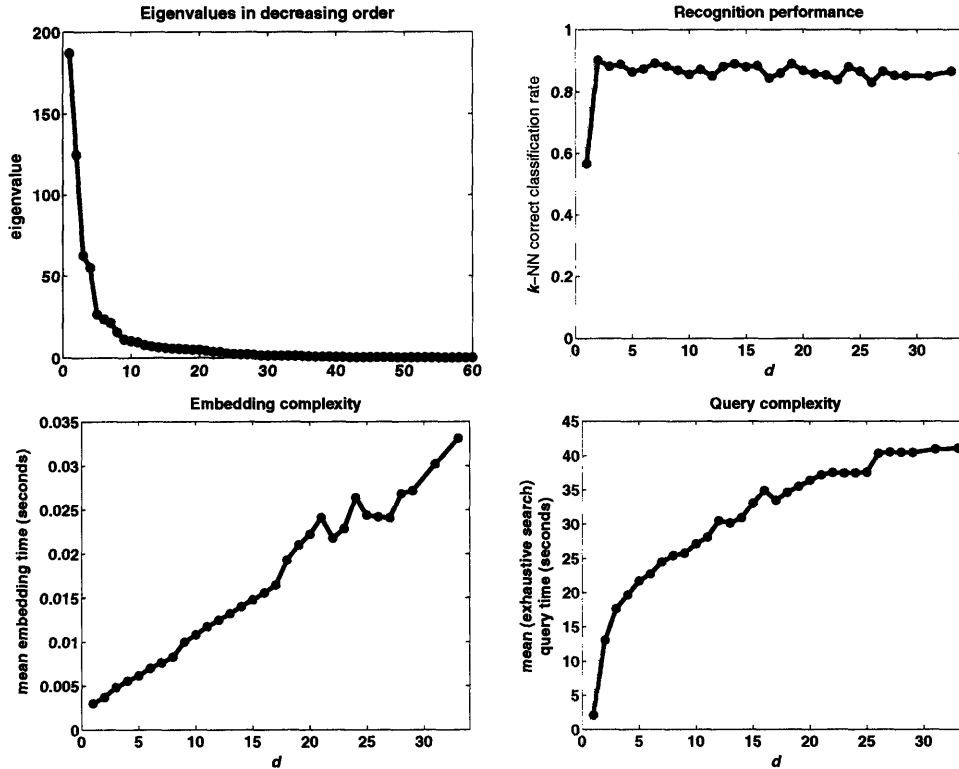 Eigenvalues in decreasing order
200
150
100
50
0
eigenvalue
0 10 20 30 40 50 60
Recognition performance
1
0.8
0.6
0.4
0.2
0
k-NN correct classification rate
0 5 10 15 20 25 30
d
Embedding complexity
0.035
0.03
0.025
0.02
0.015
0.01
0.005
0
mean embedding time (seconds)
0 5 10 15 20 25 30
d
Query complexity
45
40
35
30
25
20
15
10
5
0
mean (exhaustive search)
query time (seconds)
0 5 10 15 20 25 30
d